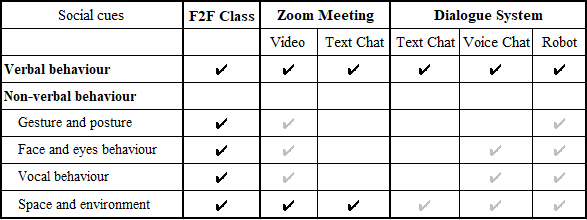 Social cues F2F Class Zoom Meeting Dialogue System
Video Text Chat Text Chat Voice Chat Robot
Verbal behaviour ✔ ✔ ✔ ✔ ✔ ✔
Non-verbal behaviour
Gesture and posture ✔ ✔ ✔
Face and eyes behaviour ✔ ✔ ✔ ✔
Vocal behaviour ✔ ✔ ✔ ✔
Space and environment ✔ ✔ ✔ ✔ ✔ ✔